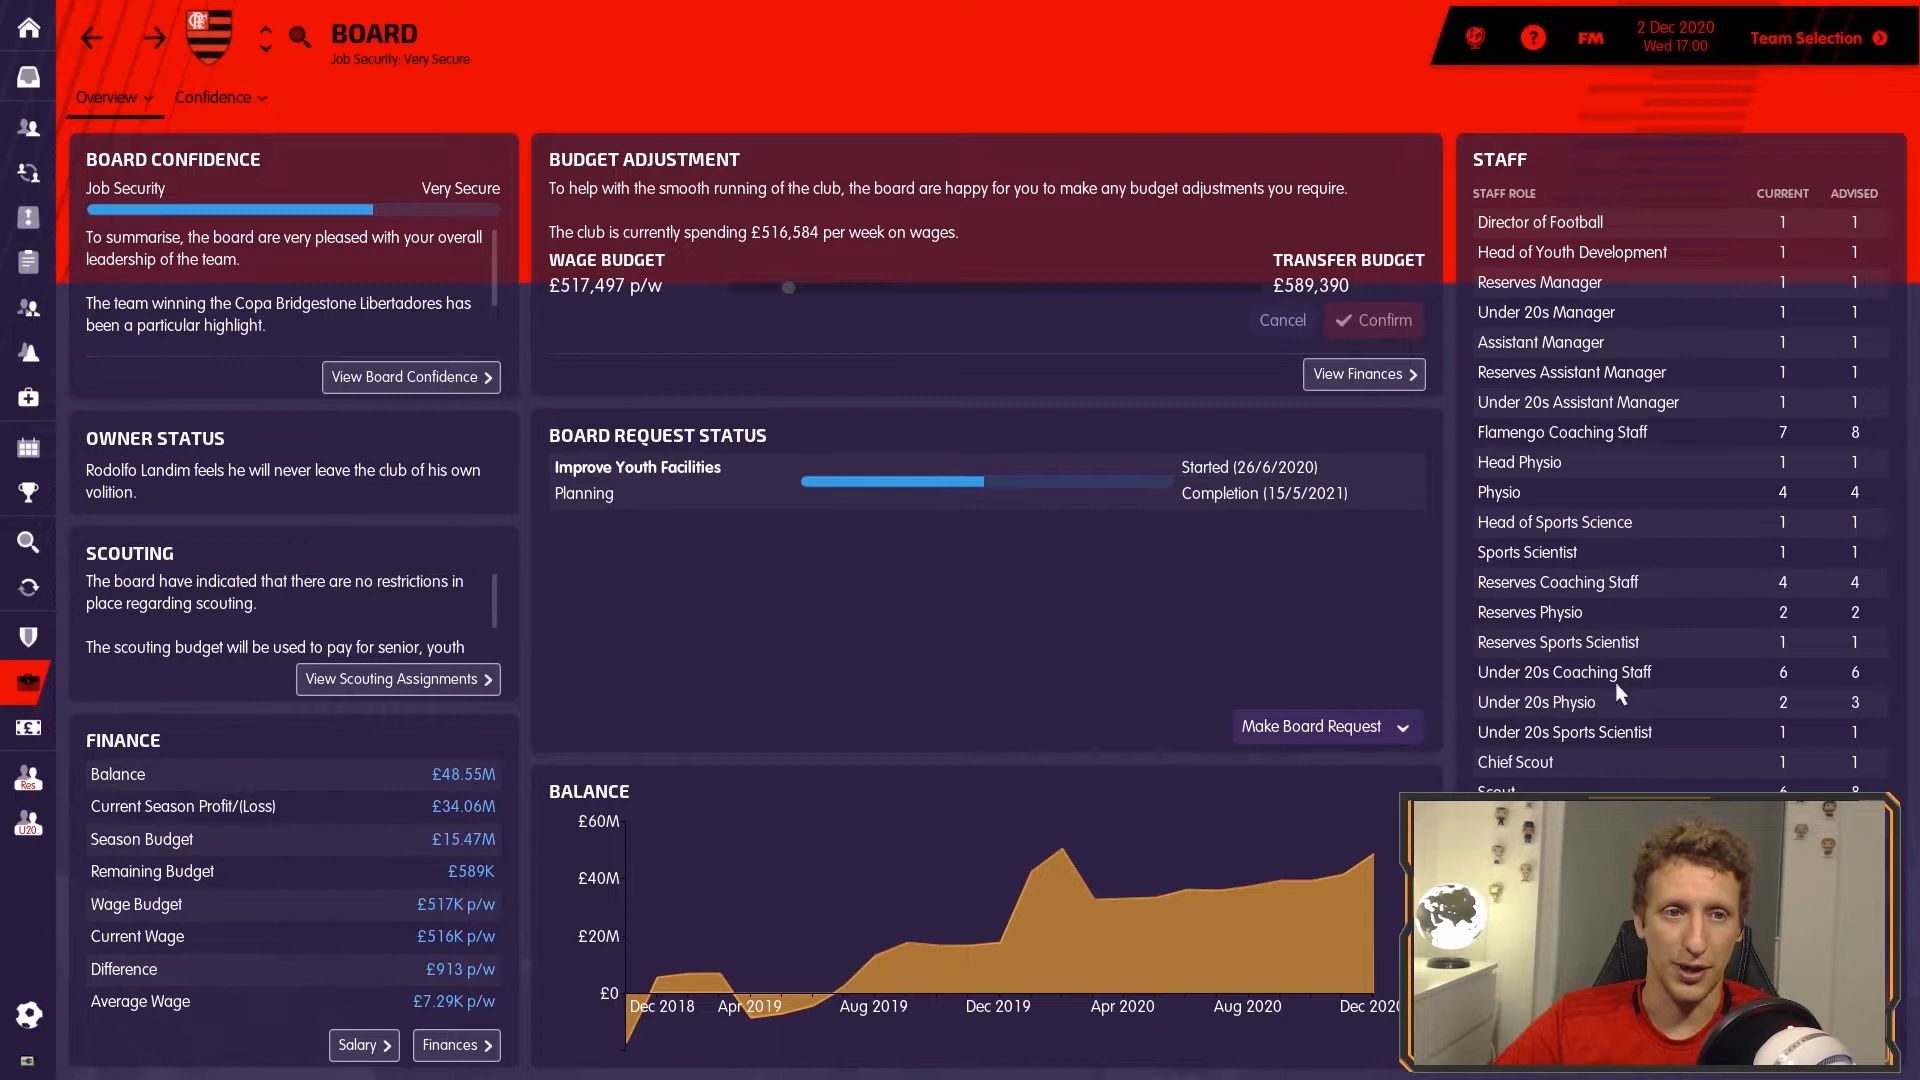 BOARD
Job Security: Very Secure
Overview
Confidence
FM
2 Dec 2020
Wed 17:00
Team Selection
BOARD CONFIDENCE
Job Security Very Secure
To summarise, the board are very pleased with your overall
leadership of the team.
The team winning the Copa Bridgestone Libertadores has
been a particular highlight.
View Board Confidence
OWNER STATUS
Rodolfo Landim feels he will never leave the club of his own
volition.
SCOUTING
The board have indicated that there are no restrictions in
place regarding scouting.
The scouting budget will be used to pay for senior, youth
View Scouting Assignments
FINANCE
Balance £48.55M
Current Season Profit/(Loss) £34.06M
Season Budget £15.47M
Remaining Budget £589K
Wage Budget £517K p/w
Current Wage £516K p/w
Difference £913 p/w
Average Wage £7.29K p/w
Salary
Finances
BUDGET ADJUSTMENT
To help with the smooth running of the club, the board are happy for you to make any budget adjustments you require.
The club is currently spending £516,584 per week on wages.
WAGE BUDGET TRANSFER BUDGET
£517,497 p/w £589,390
Cancel Confirm
View Finances
BOARD REQUEST STATUS
Improve Youth Facilities Started (26/6/2020)
Planning Completion (15/5/2021)
Make Board Request
BALANCE
£60M
£40M
£20M
£0
Dec 2018 Apr 2019 Aug 2019 Dec 2019 Apr 2020 Aug 2020 Dec 202
STAFF
STAFF ROLE CURRENT ADVISED
Director of Football 1 1
Head of Youth Development 1 1
Reserves Manager 1 1
Under 20s Manager 1 1
Assistant Manager 1 1
Reserves Assistant Manager 1 1
Under 20s Assistant Manager 1 1
Flamengo Coaching Staff 7 8
Head Physio 1 1
Physio 4 4
Head of Sports Science 1 1
Sports Scientist 1 1
Reserves Coaching Staff 4 4
Reserves Physio 2 2
Reserves Sports Scientist 1 1
Under 20s Coaching Staff 6 6
Under 20s Physio 2 3
Under 20s Sports Scientist 1 1
Chief Scout 1 1
Scout 6 8
Res
U20